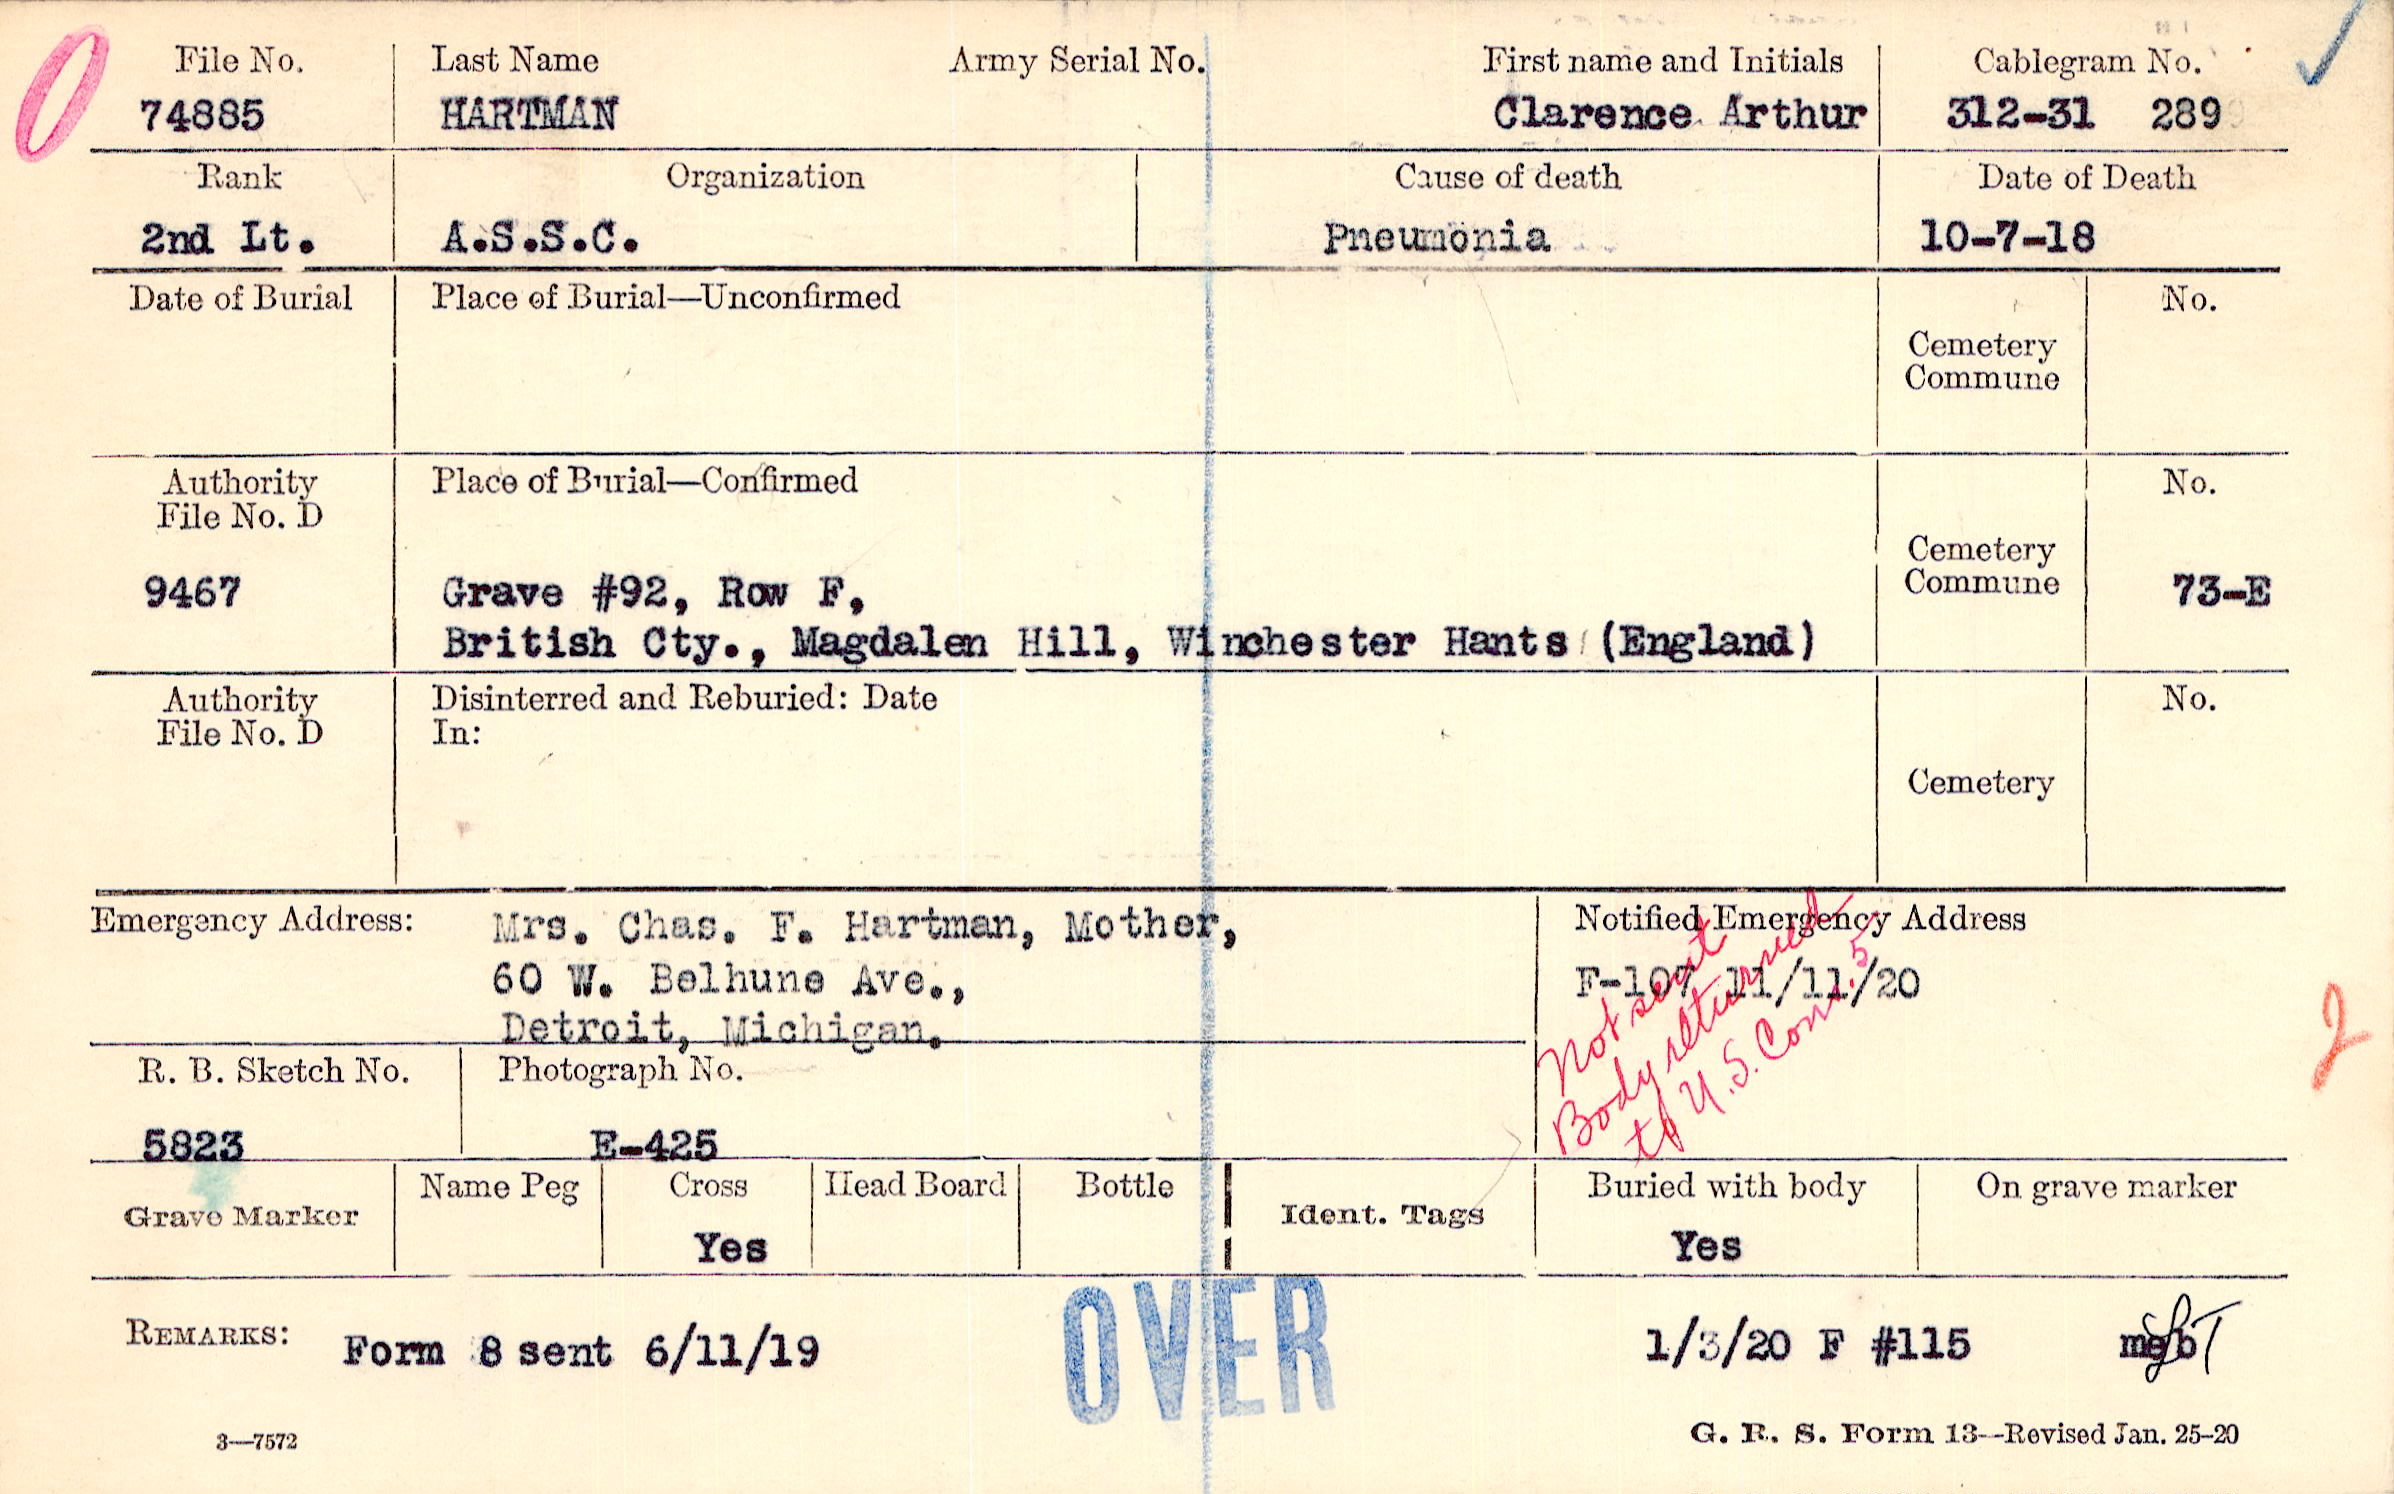 File No. Last Name Army Serial No. First name and Initials Cablegram No.
74885 HARTMAN Clarence Arthur 312-31 289
Rank Organization Cause of death Date of Death
2nd Lt. A.S.S.C. Pneumonia 10-7-18
Date of Burial Place of Burial—Unconfirmed No.
Cemetery
Commune
Authority Place of Burial—Confirmed No.
File No. D
Cemetery
Commune
9467 Grave #92, Row F, 73-E
British Cty., Magdalen Hill, Winchester Hants (England)
Authority Disinterred and Reburied: Date No.
File No. D In:
Cemetery
Emergency Address: Mrs. Chas. F. Hartman, Mother, Notified Emergency Address
60 W. Belhune Ave., F-107 11/11/20
Detroit, Michigan.
Not sent
Body returned
to U.S. Com. 5
2
R. B. Sketch No. Photograph No.
5823 E-425
Grave Marker Name Peg Cross Head Board Bottle Ident. Tags Buried with body On grave marker
Yes Yes
OVER
REMARKS: Form 8 sent 6/11/19 1/3/20 F #115
3—7572 G. R. S. Form 13—Revised Jan. 25-20